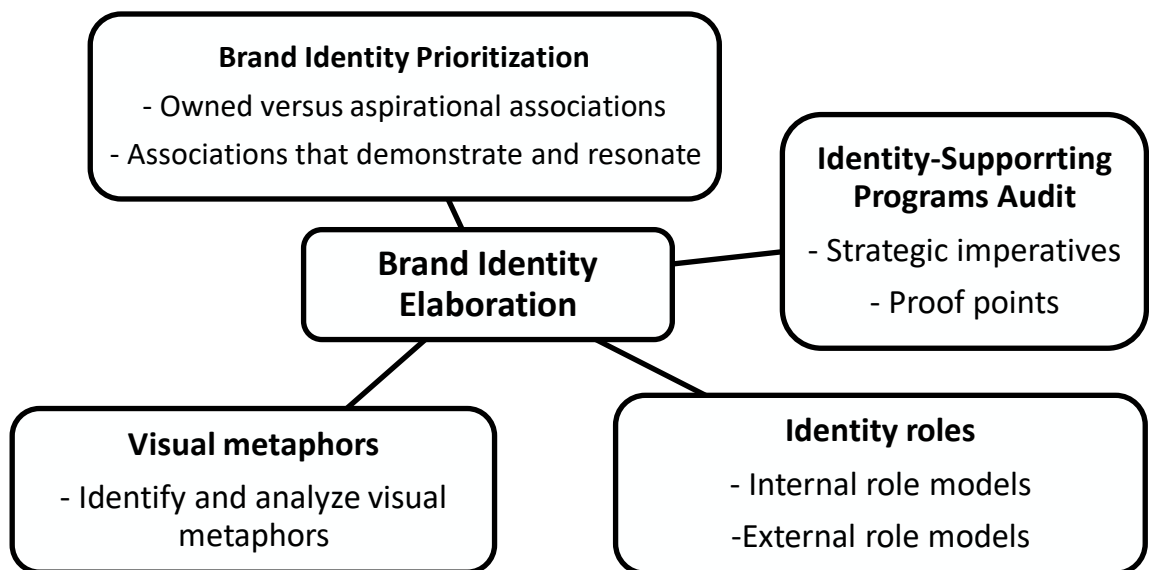 Brand Identity Prioritization
- Owned versus aspirational associations
- Associations that demonstrate and resonate
Identity-Supporrting
Programs Audit
- Strategic imperatives
- Proof points
Brand Identity
Elaboration
Visual metaphors
- Identify and analyze visual
metaphors
Identity roles
- Internal role models
-External role models